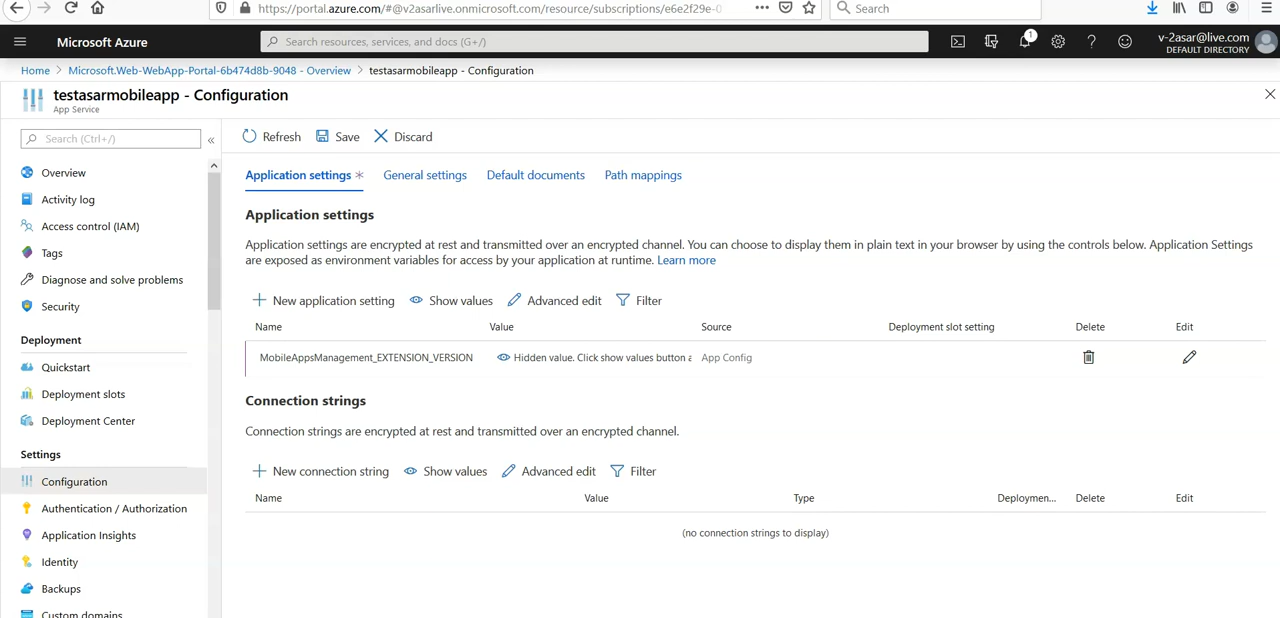 https://portal.azure.com/#@v2asarlive.onmicrosoft.com/resource/subscriptions/e6e2f29e-0
Search
Microsoft Azure
Search resources, services, and docs (G+/)
1
v-2asar@live.com
DEFAULT DIRECTORY
Home > Microsoft.Web-WebApp-Portal-6b474d8b-9048 - Overview > testasarmobileapp - Configuration
testasarmobileapp - Configuration
App Service
Search (Ctrl+/)
«
Overview
Activity log
Access control (IAM)
Tags
Diagnose and solve problems
Security
Deployment
Quickstart
Deployment slots
Deployment Center
Settings
Configuration
Authentication / Authorization
Application Insights
Identity
Backups
Custom domains
Refresh Save Discard
Application settings * General settings Default documents Path mappings
Application settings
Application settings are encrypted at rest and transmitted over an encrypted channel. You can choose to display them in plain text in your browser by using the controls below. Application Settings
are exposed as environment variables for access by your application at runtime. Learn more
New application setting Show values Advanced edit Filter
Name Value Source Deployment slot setting Delete Edit
MobileAppsManagement_EXTENSION_VERSION Hidden value. Click show values button a App Config
Connection strings
Connection strings are encrypted at rest and transmitted over an encrypted channel.
New connection string Show values Advanced edit Filter
Name Value Type Deploymen... Delete Edit
(no connection strings to display)